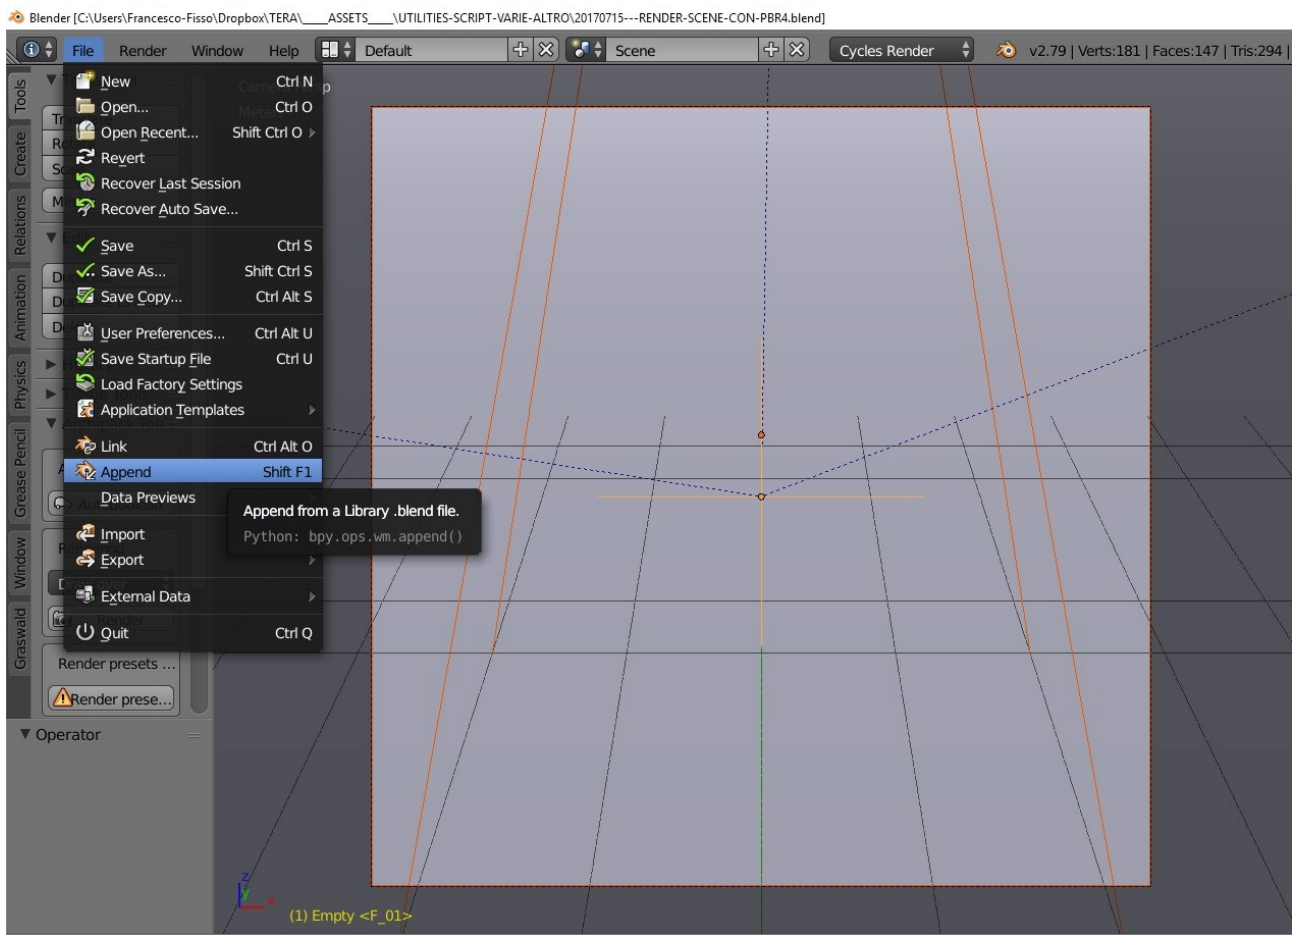 Blender [C:\Users\Francesco-Fisso\Dropbox\TERA\____ASSETS____\UTILITIES-SCRIPT-VARIE-ALTRO\20170715---RENDER-SCENE-CON-PBR4.blend]
File Render Window Help Default Scene Cycles Render v2.79 | Verts:181 | Faces:147 | Tris:294 |
Tools
Create
Relations
Animation
Physics
Grease Pencil
Window
Graswald
New Ctrl N
Open... Ctrl O
Open Recent... Shift Ctrl O
Revert
Recover Last Session
Recover Auto Save...
Save Ctrl S
Save As... Shift Ctrl S
Save Copy... Ctrl Alt S
User Preferences... Ctrl Alt U
Save Startup File Ctrl U
Load Factory Settings
Application Templates
Link Ctrl Alt O
Append Shift F1
Data Previews
Import
Export
External Data
Quit Ctrl Q
Append from a Library .blend file.
Python: bpy.ops.wm.append()
Render presets ...
Render prese...
Operator
z
y
x
(1) Empty <F_01>